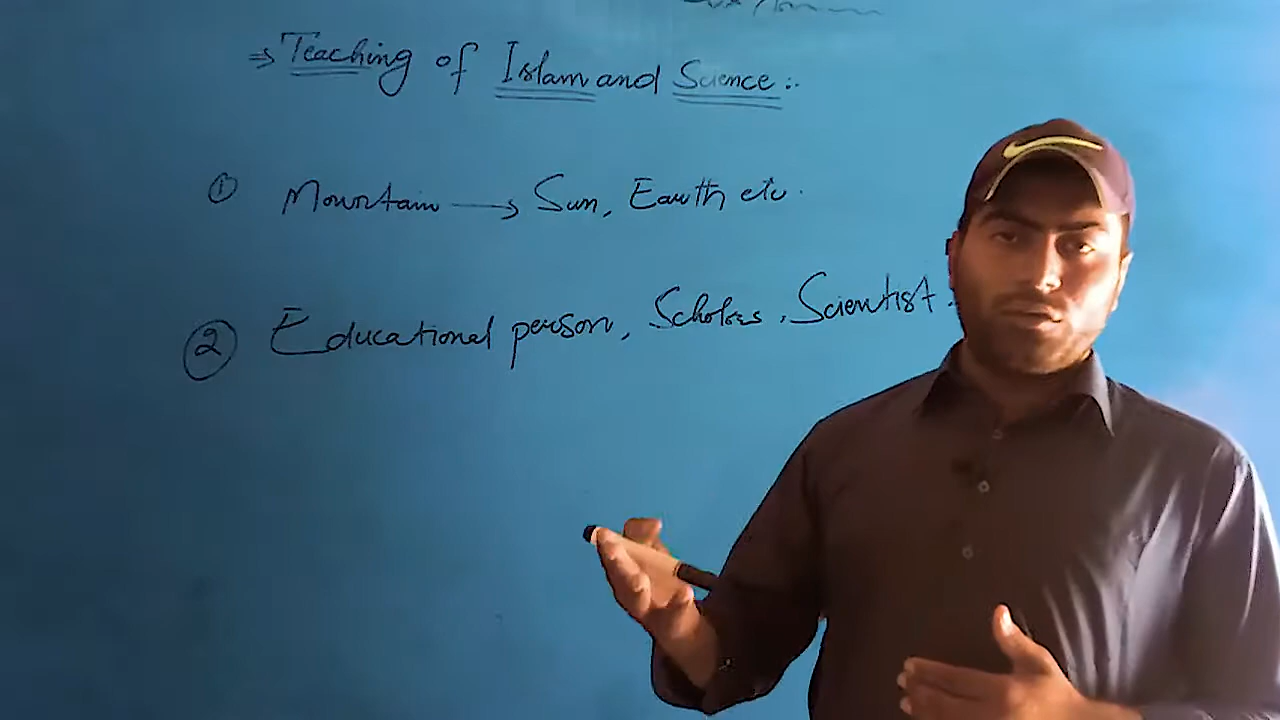 ⇒ Teaching of Islam and Science :.
① Mountain → Sun, Earth etc.
② Educational person, Scholars, Scientist.